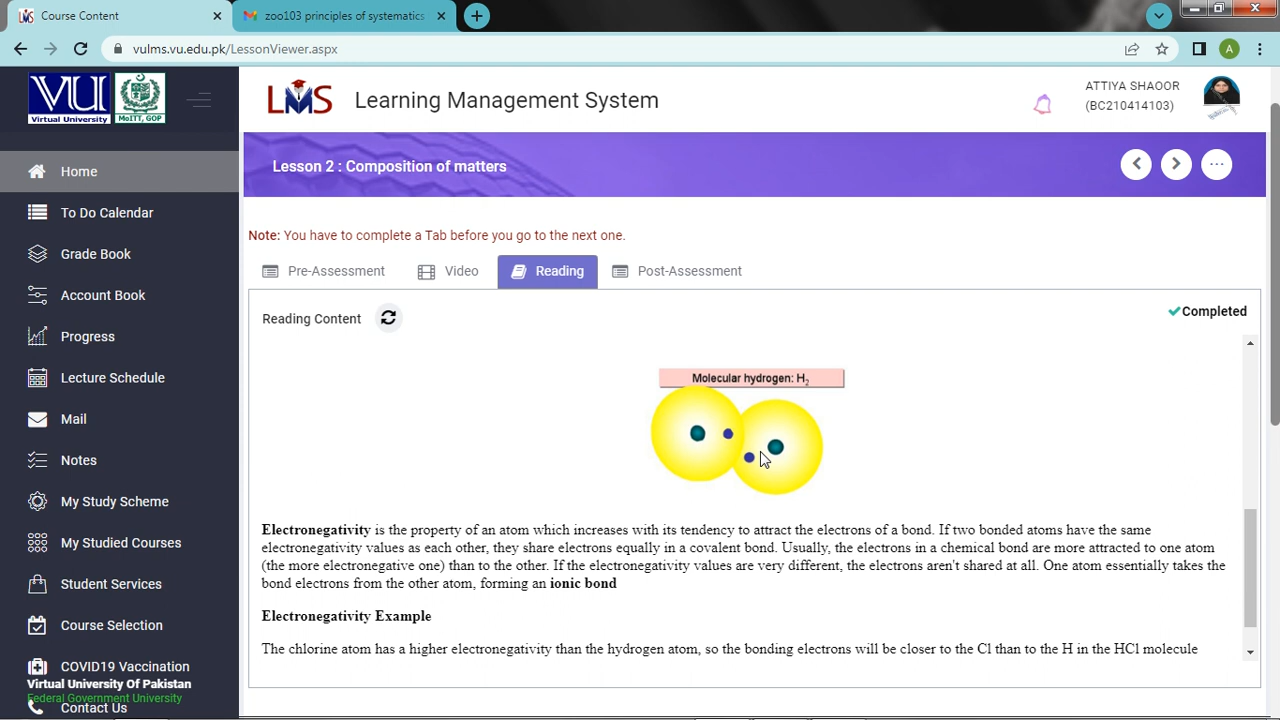 Course Content
zoo103 principles of systematics
vulms.vu.edu.pk/LessonViewer.aspx
A
VU
Virtual University
MoITT, GOP
LMS
Learning Management System
ATTIYA SHAOOR
(BC210414103)
Lesson 2 : Composition of matters
Home
To Do Calendar
Grade Book
Account Book
Progress
Lecture Schedule
Mail
Notes
My Study Scheme
My Studied Courses
Student Services
Course Selection
COVID19 Vaccination
Virtual University Of Pakistan
Federal Government University
Contact Us
Note: You have to complete a Tab before you go to the next one.
Pre-Assessment
Video
Reading
Post-Assessment
Reading Content
Completed
Molecular hydrogen: H₂
Electronegativity is the property of an atom which increases with its tendency to attract the electrons of a bond. If two bonded atoms have the same
electronegativity values as each other, they share electrons equally in a covalent bond. Usually, the electrons in a chemical bond are more attracted to one atom
(the more electronegative one) than to the other. If the electronegativity values are very different, the electrons aren't shared at all. One atom essentially takes the
bond electrons from the other atom, forming an ionic bond
Electronegativity Example
The chlorine atom has a higher electronegativity than the hydrogen atom, so the bonding electrons will be closer to the Cl than to the H in the HCl molecule